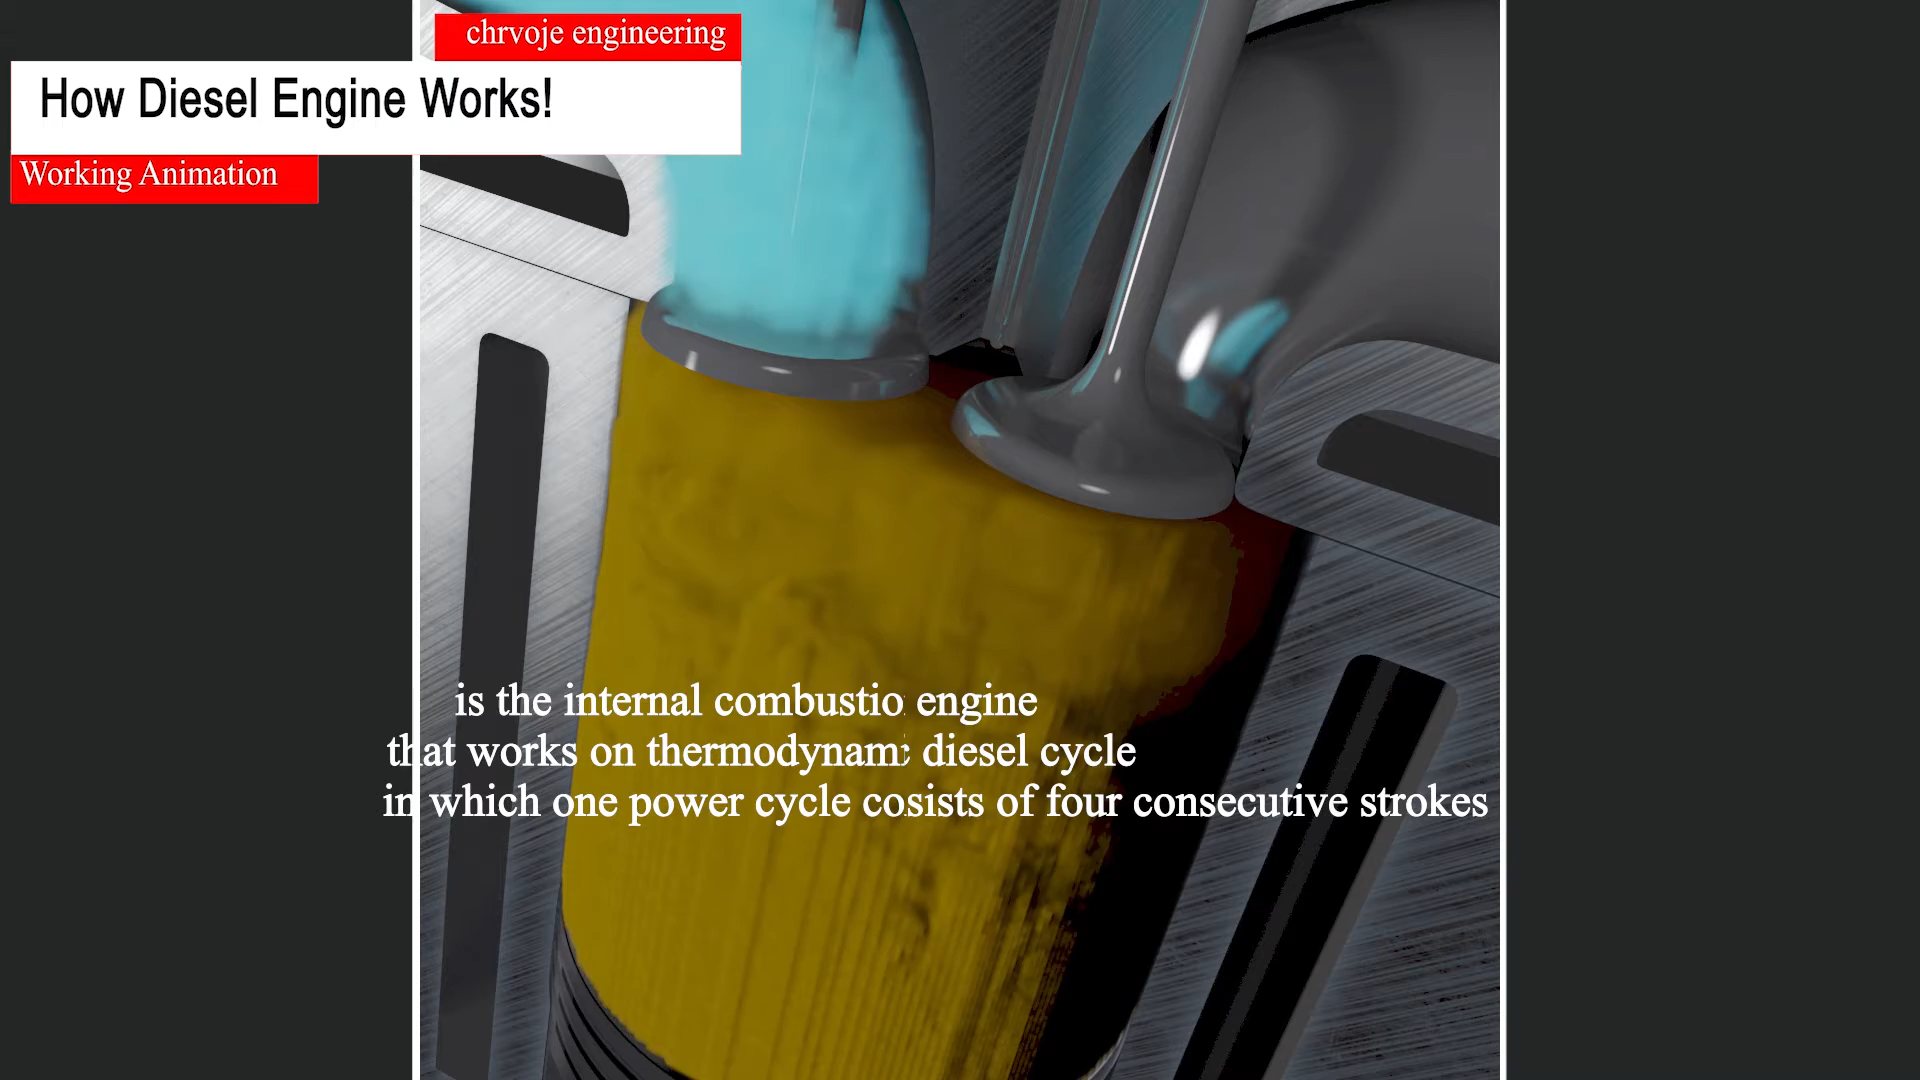 chrvoje engineering
How Diesel Engine Works!
Working Animation
is the internal combustio engine
that works on thermodynami diesel cycle
in which one power cycle cosists of four consecutive strokes